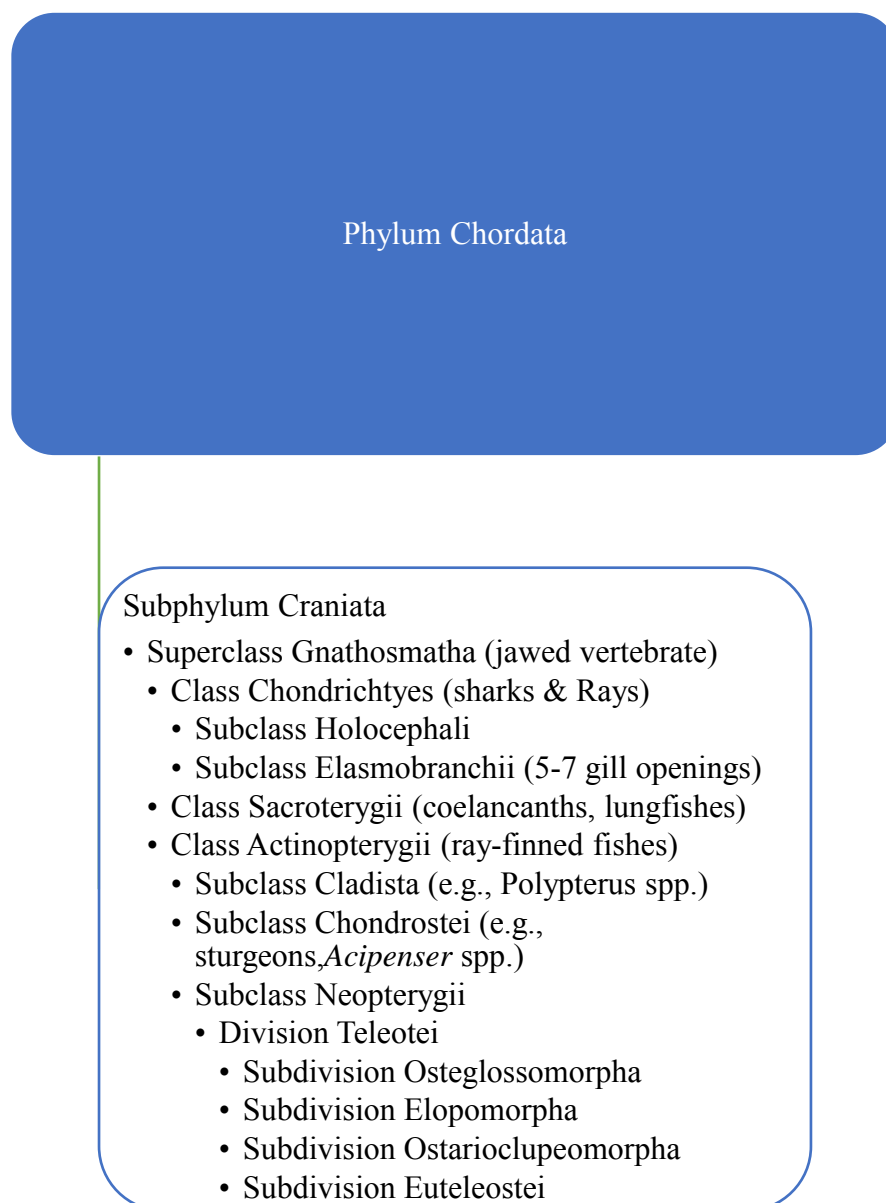 Phylum Chordata
Subphylum Craniata
• Superclass Gnathosmatha (jawed vertebrate)
• Class Chondrichtyes (sharks & Rays)
• Subclass Holocephali
• Subclass Elasmobranchii (5-7 gill openings)
• Class Sacroterygii (coelancanths, lungfishes)
• Class Actinopterygii (ray-finned fishes)
• Subclass Cladista (e.g., Polypterus spp.)
• Subclass Chondrostei (e.g.,
sturgeons,Acipenser spp.)
• Subclass Neopterygii
• Division Teleotei
• Subdivision Osteglossomorpha
• Subdivision Elopomorpha
• Subdivision Ostarioclupeomorpha
• Subdivision Euteleostei